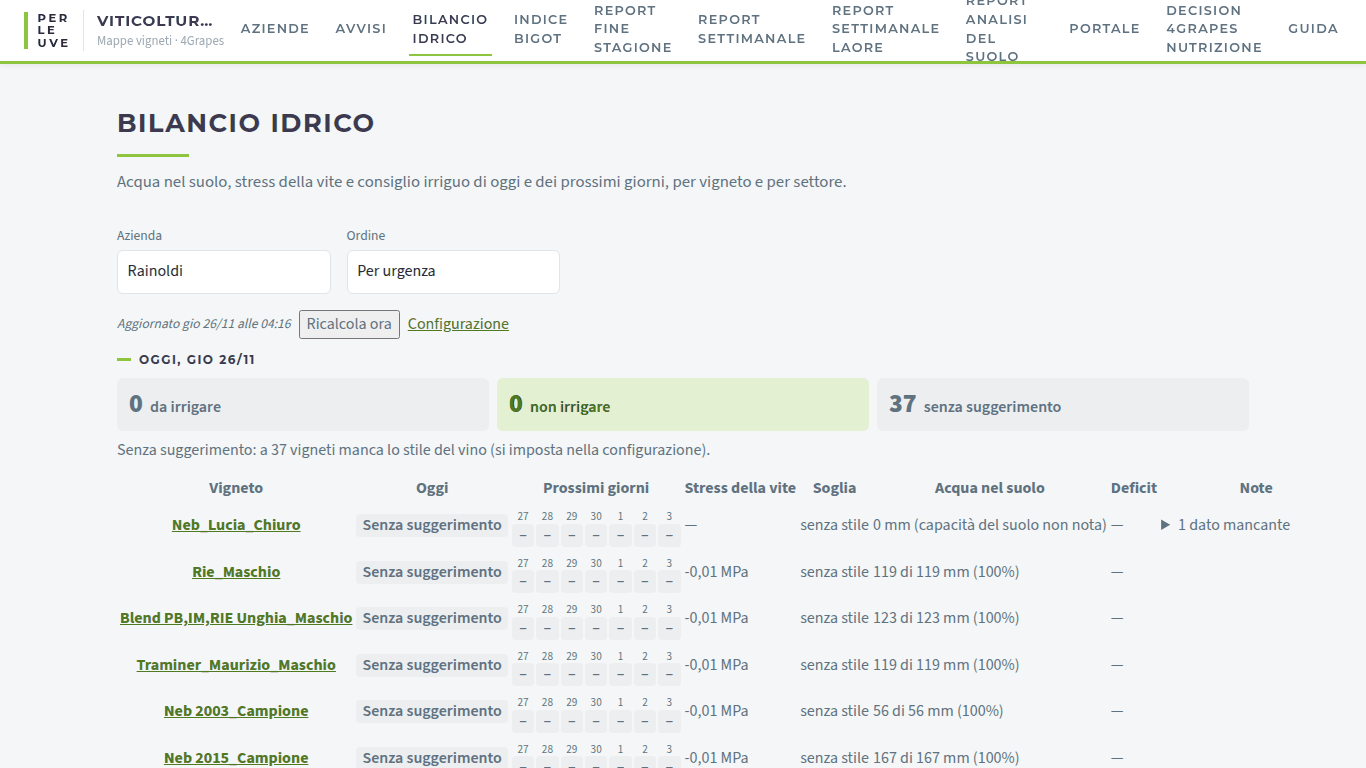 PER
LE
UVE
VITICOLTUR...
Mappe vigneti · 4Grapes
AZIENDE
AVVISI
BILANCIO
IDRICO
INDICE
BIGOT
REPORT
FINE
STAGIONE
REPORT
SETTIMANALE
REPORT
SETTIMANALE
LAORE
REPORT
ANALISI
DEL
SUOLO
PORTALE
DECISION
4GRAPES
NUTRIZIONE
GUIDA
BILANCIO IDRICO
Acqua nel suolo, stress della vite e consiglio irriguo di oggi e dei prossimi giorni, per vigneto e per settore.
Azienda
Ordine
Rainoldi
Per urgenza
Aggiornato gio 26/11 alle 04:16 Ricalcola ora Configurazione
OGGI, GIO 26/11
0 da irrigare
0 non irrigare
37 senza suggerimento
Senza suggerimento: a 37 vigneti manca lo stile del vino (si imposta nella configurazione).
Vigneto Oggi Prossimi giorni Stress della vite Soglia Acqua nel suolo Deficit Note
27 28 29 30 1 2 3
Neb_Lucia_Chiuro Senza suggerimento – – – – – – – — senza stile 0 mm (capacità del suolo non nota) — ▶ 1 dato mancante
27 28 29 30 1 2 3
Rie_Maschio Senza suggerimento – – – – – – – -0,01 MPa senza stile 119 di 119 mm (100%) —
27 28 29 30 1 2 3
Blend PB,IM,RIE Unghia_Maschio Senza suggerimento – – – – – – – -0,01 MPa senza stile 123 di 123 mm (100%) —
27 28 29 30 1 2 3
Traminer_Maurizio_Maschio Senza suggerimento – – – – – – – -0,01 MPa senza stile 119 di 119 mm (100%) —
27 28 29 30 1 2 3
Neb 2003_Campione Senza suggerimento – – – – – – – -0,01 MPa senza stile 56 di 56 mm (100%) —
27 28 29 30 1 2 3
Neb 2015_Campione Senza suggerimento – – – – – – – -0,01 MPa senza stile 167 di 167 mm (100%) —